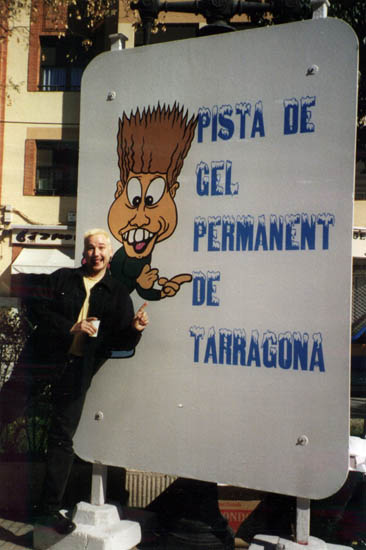 PISTA DE
GEL
PERMANENT
DE
TARRAGONA